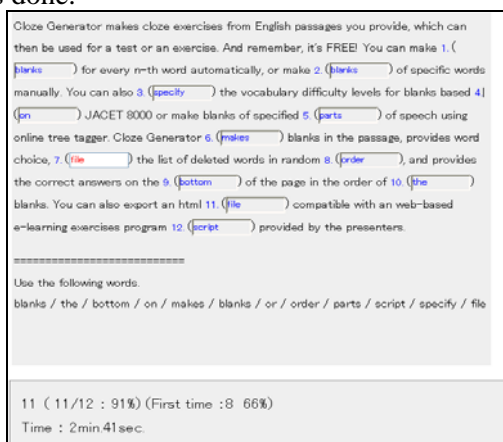 s done.
Cloze Generator makes cloze exercises from English passages you provide, which can
then be used for a test or an exercise. And remember, it's FREE! You can make 1. (
blanks ) for every n-th word automatically, or make 2. (blanks ) of specific words
manually. You can also 3. (specify ) the vocabulary difficulty levels for blanks based 4.
(on ) JACET 8000 or make blanks of specified 5. (parts ) of speech using
online tree tagger. Cloze Generator 6. (makes ) blanks in the passage, provides word
choice, 7. (file ) the list of deleted words in random 8. (order ), and provides
the correct answers on the 9. (bottom ) of the page in the order of 10. (the )
blanks. You can also export an html 11. (file ) compatible with an web-based
e-learning exercises program 12. (script ) provided by the presenters.
===========================
Use the following words.
blanks / the / bottom / on / makes / blanks / or / order / parts / script / specify / file
11 ( 11/12 : 91%) (First time :8 66%)
Time : 2min.41sec.